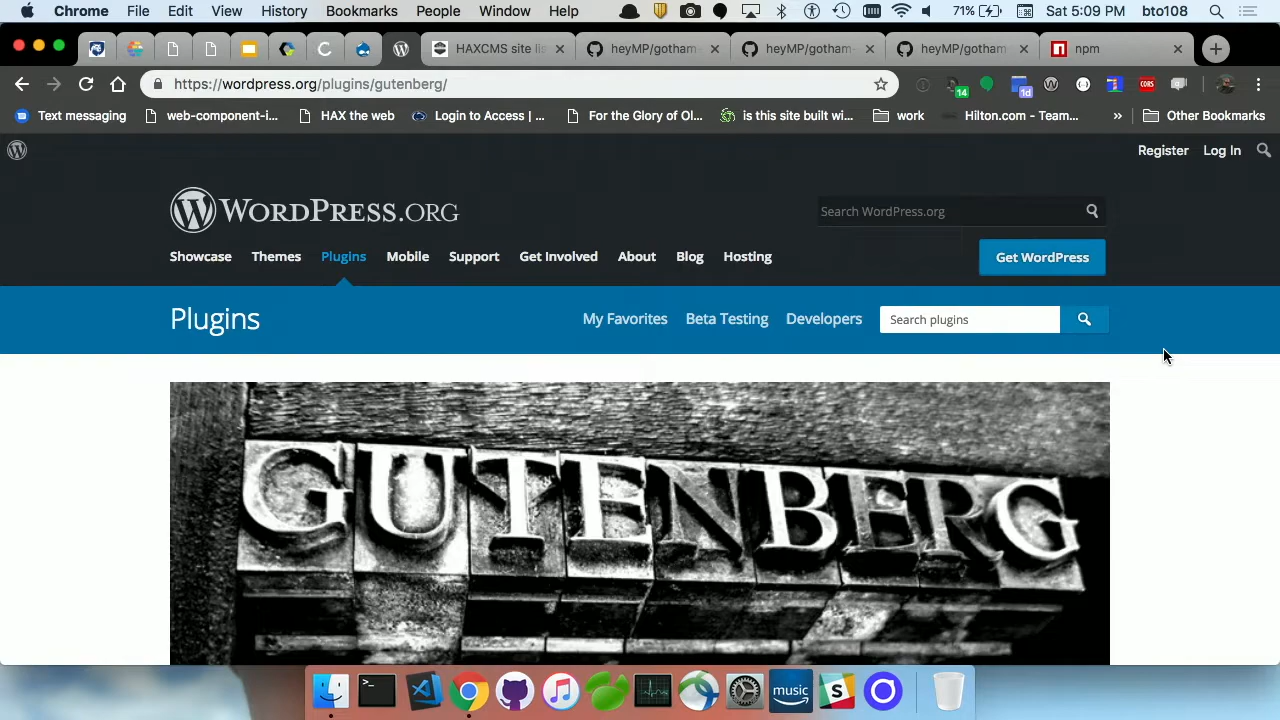 Chrome File Edit View History Bookmarks People Window Help 71% Sat 5:09 PM bto108
HAXCMS site lis heyMP/gotham- heyMP/gotham- heyMP/gotham- npm
https://wordpress.org/plugins/gutenberg/ 14 1d CORS
Text messaging web-component-i... HAX the web Login to Access | ... For the Glory of Ol... is this site built wi... work Hilton.com - Team... » Other Bookmarks
Register Log In
WORDPRESS.ORG
Search WordPress.org
Showcase Themes Plugins Mobile Support Get Involved About Blog Hosting Get WordPress
Plugins My Favorites Beta Testing Developers Search plugins
GUTENBERG
music